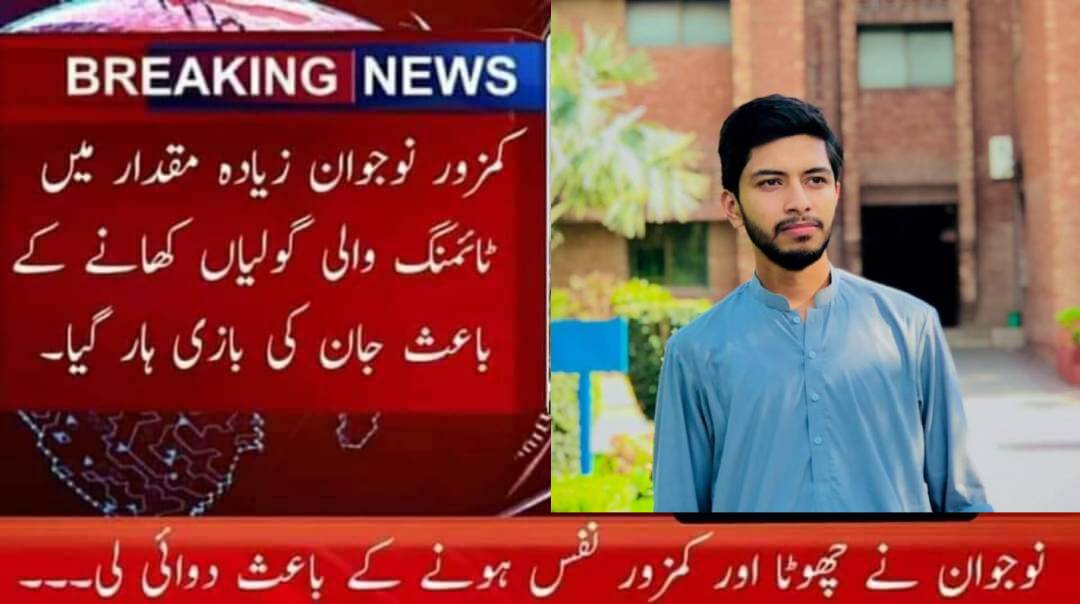 BREAKING NEWS
کمزور نوجوان زیادہ مقدار میں
ٹائمنگ والی گولیاں کھانے کے
باعث جان کی بازی ہار گیا۔
نوجوان نے چھوٹا اور کمزور نفس ہونے کے باعث دوائی لی۔۔۔